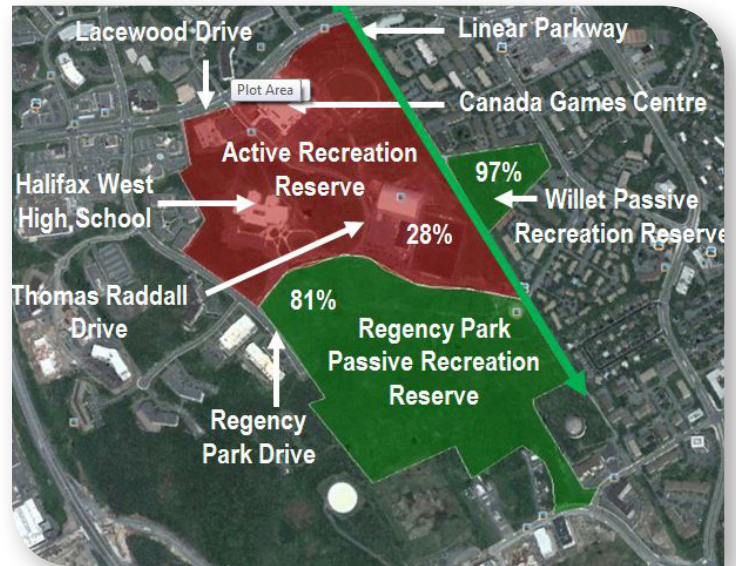 Lacewood Drive
Linear Parkway
Plot Area
Canada Games Centre
Active Recreation
Reserve
97%
Halifax West
High School
Willet Passive
Recreation Reserve
28%
Thomas Raddall
Drive
81%
Regency Park
Passive Recreation
Reserve
Regency
Park Drive